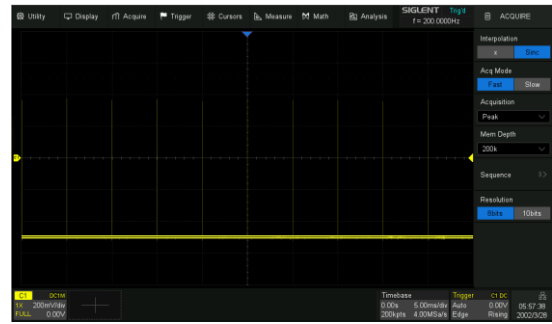 Utility Display Acquire Trigger Cursors Measure Math Analysis
SIGLENT Trig'd
f = 200.0000Hz
ACQUIRE
Interpolation
x Sinc
Acq Mode
Fast Slow
Acquisition
Peak
Mem Depth
200k
Sequence
Resolution
8bits 10bits
C1 DC1M
1X 200mV/div
FULL 0.00V
Timebase
0.00s 5.00ms/div
200kpts 4.00MSa/s
Trigger C1 DC
Auto 0.00V
Edge Rising
05:57:38
2002/3/28